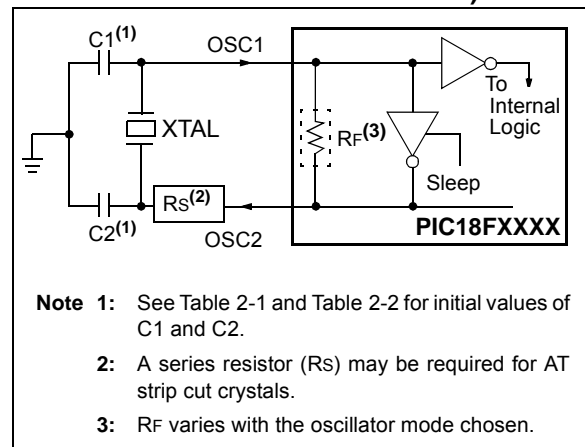 C1(1)
OSC1
To
Internal
Logic
XTAL
RF(3)
Sleep
RS(2)
C2(1)
OSC2
PIC18FXXXX
Note 1: See Table 2-1 and Table 2-2 for initial values of
C1 and C2.
2: A series resistor (RS) may be required for AT
strip cut crystals.
3: RF varies with the oscillator mode chosen.